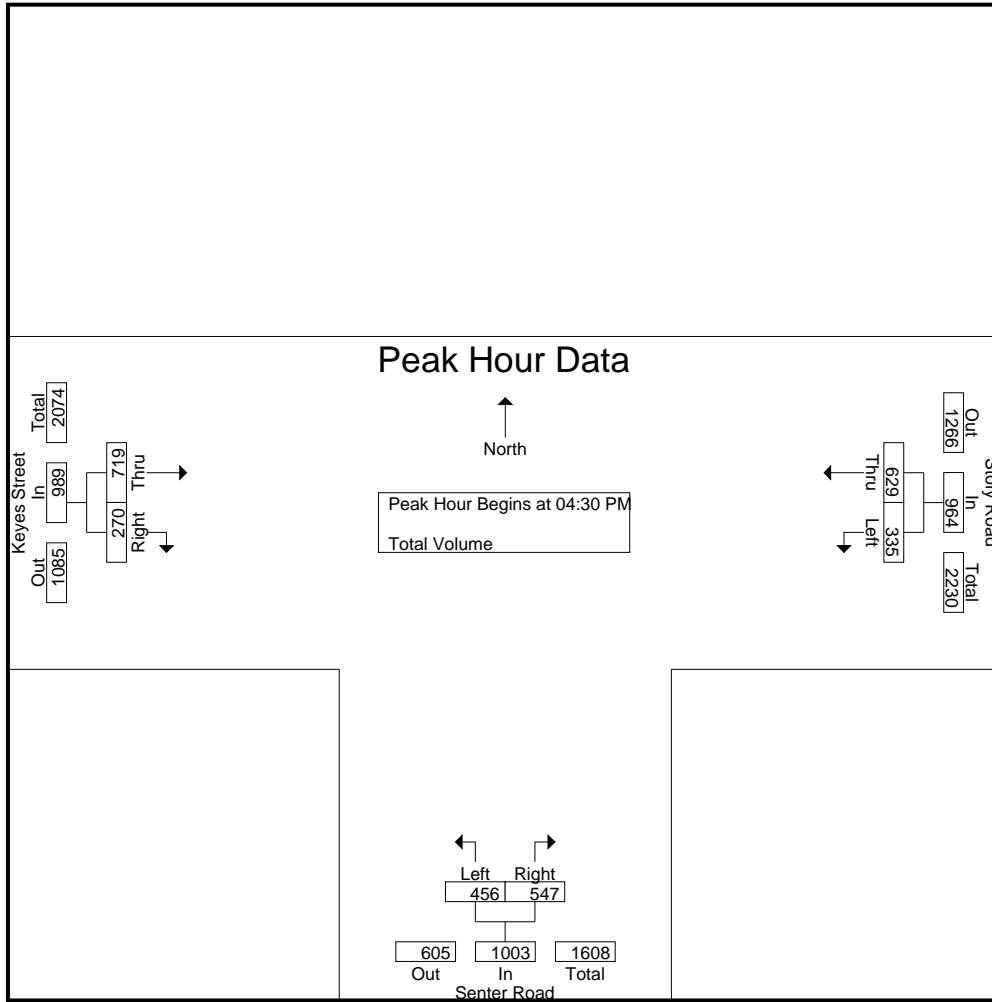 Peak Hour Data
North
Peak Hour Begins at 04:30 PM
Total Volume
Keyes Street
Total
2074
In
989
Out
1085
719
Thru
270
Right
Story Road
Out
1266
In
964
Total
2230
629
Thru
335
Left
Left Right
456 547
605 1003 1608
Out In Total
Senter Road